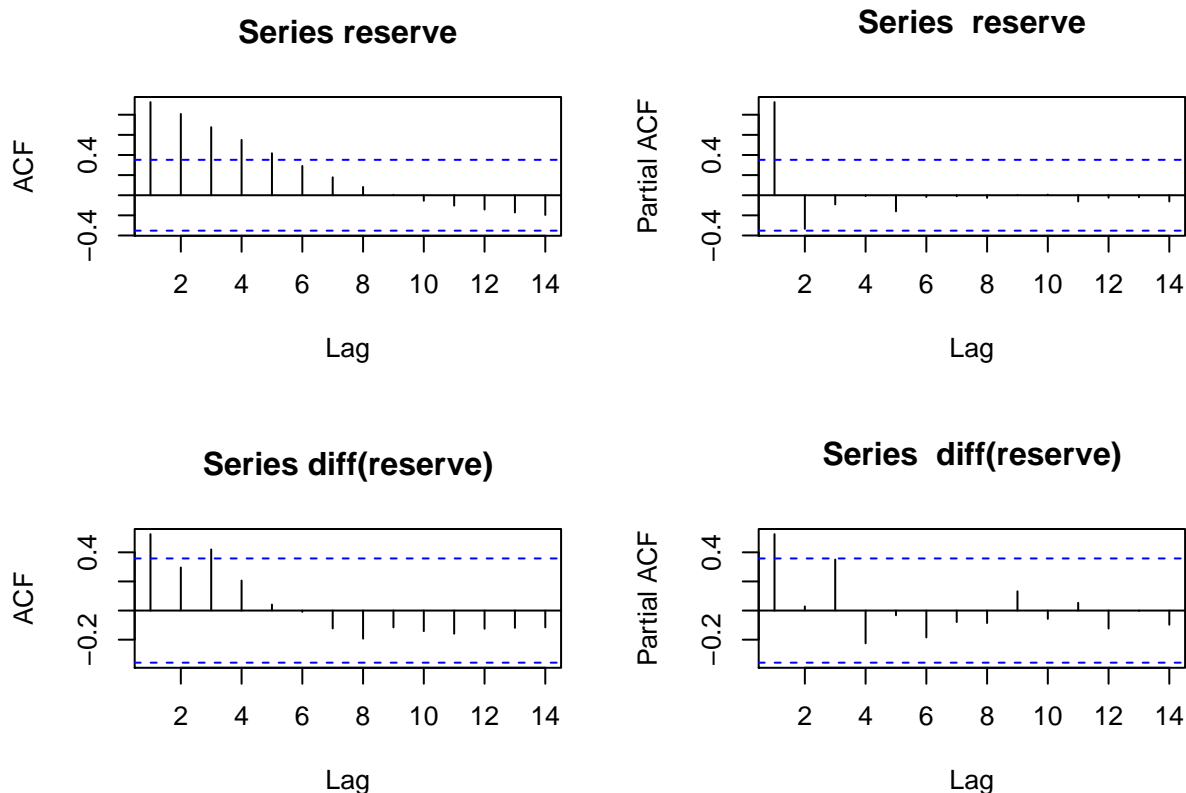 Series reserve
ACF
0.4
−0.4
2 4 6 8 10 12 14
Lag
Series  reserve
Partial ACF
0.4
−0.4
2 4 6 8 10 12 14
Lag
Series diff(reserve)
ACF
0.4
−0.2
2 4 6 8 10 12 14
Lag
Series  diff(reserve)
Partial ACF
0.4
−0.2
2 4 6 8 10 12 14
Lag